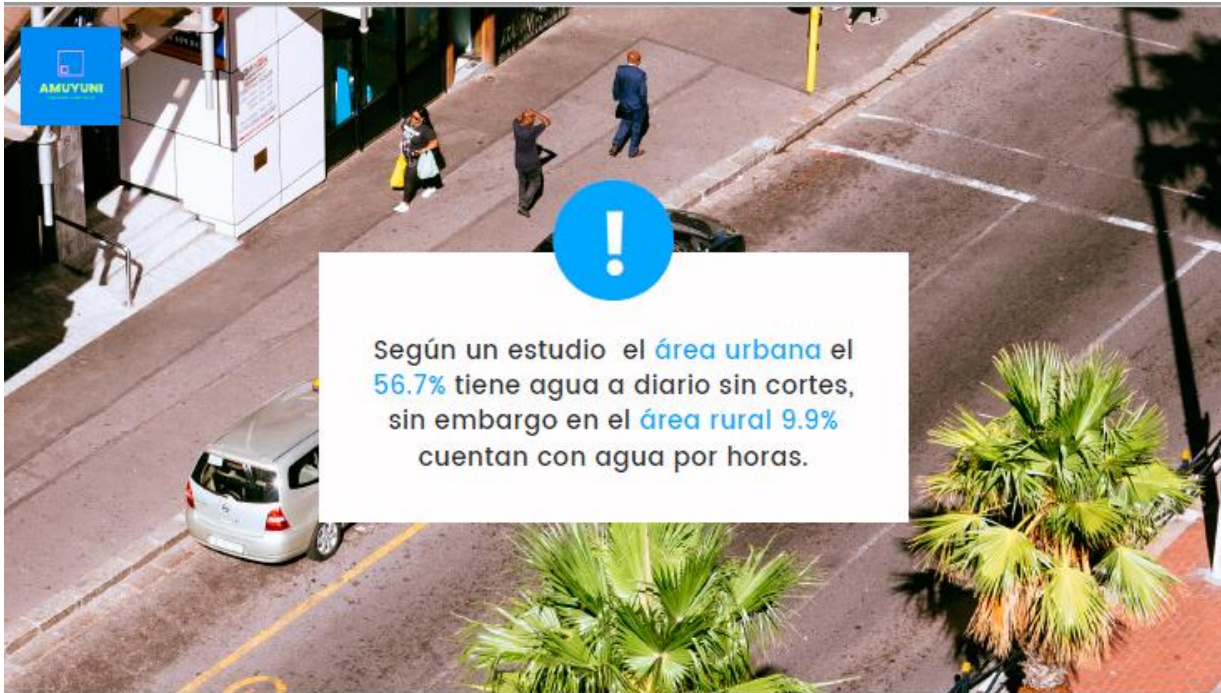 AMUYUNI
!
Según un estudio el área urbana el
56.7% tiene agua a diario sin cortes,
sin embargo en el área rural 9.9%
cuentan con agua por horas.